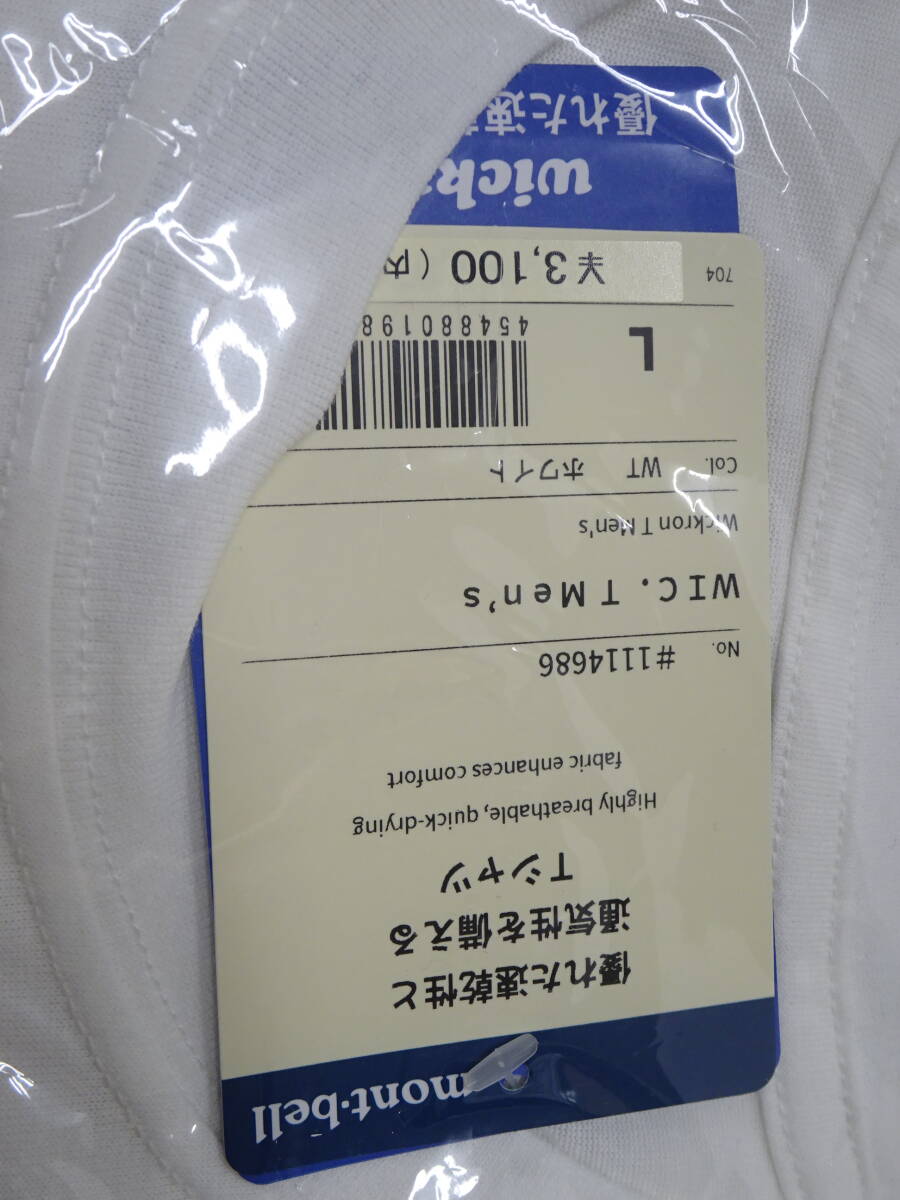 mont-bell
優れた速乾性と
通気性を備える
Tシャツ
Highly breathable, quick-drying
fabric enhances comfort
No. #1114686
WIC. T Men's
Wickron T Men's
Col. WT ホワイト
L
454880198
704 ¥3,100 (内
wick
優れた速